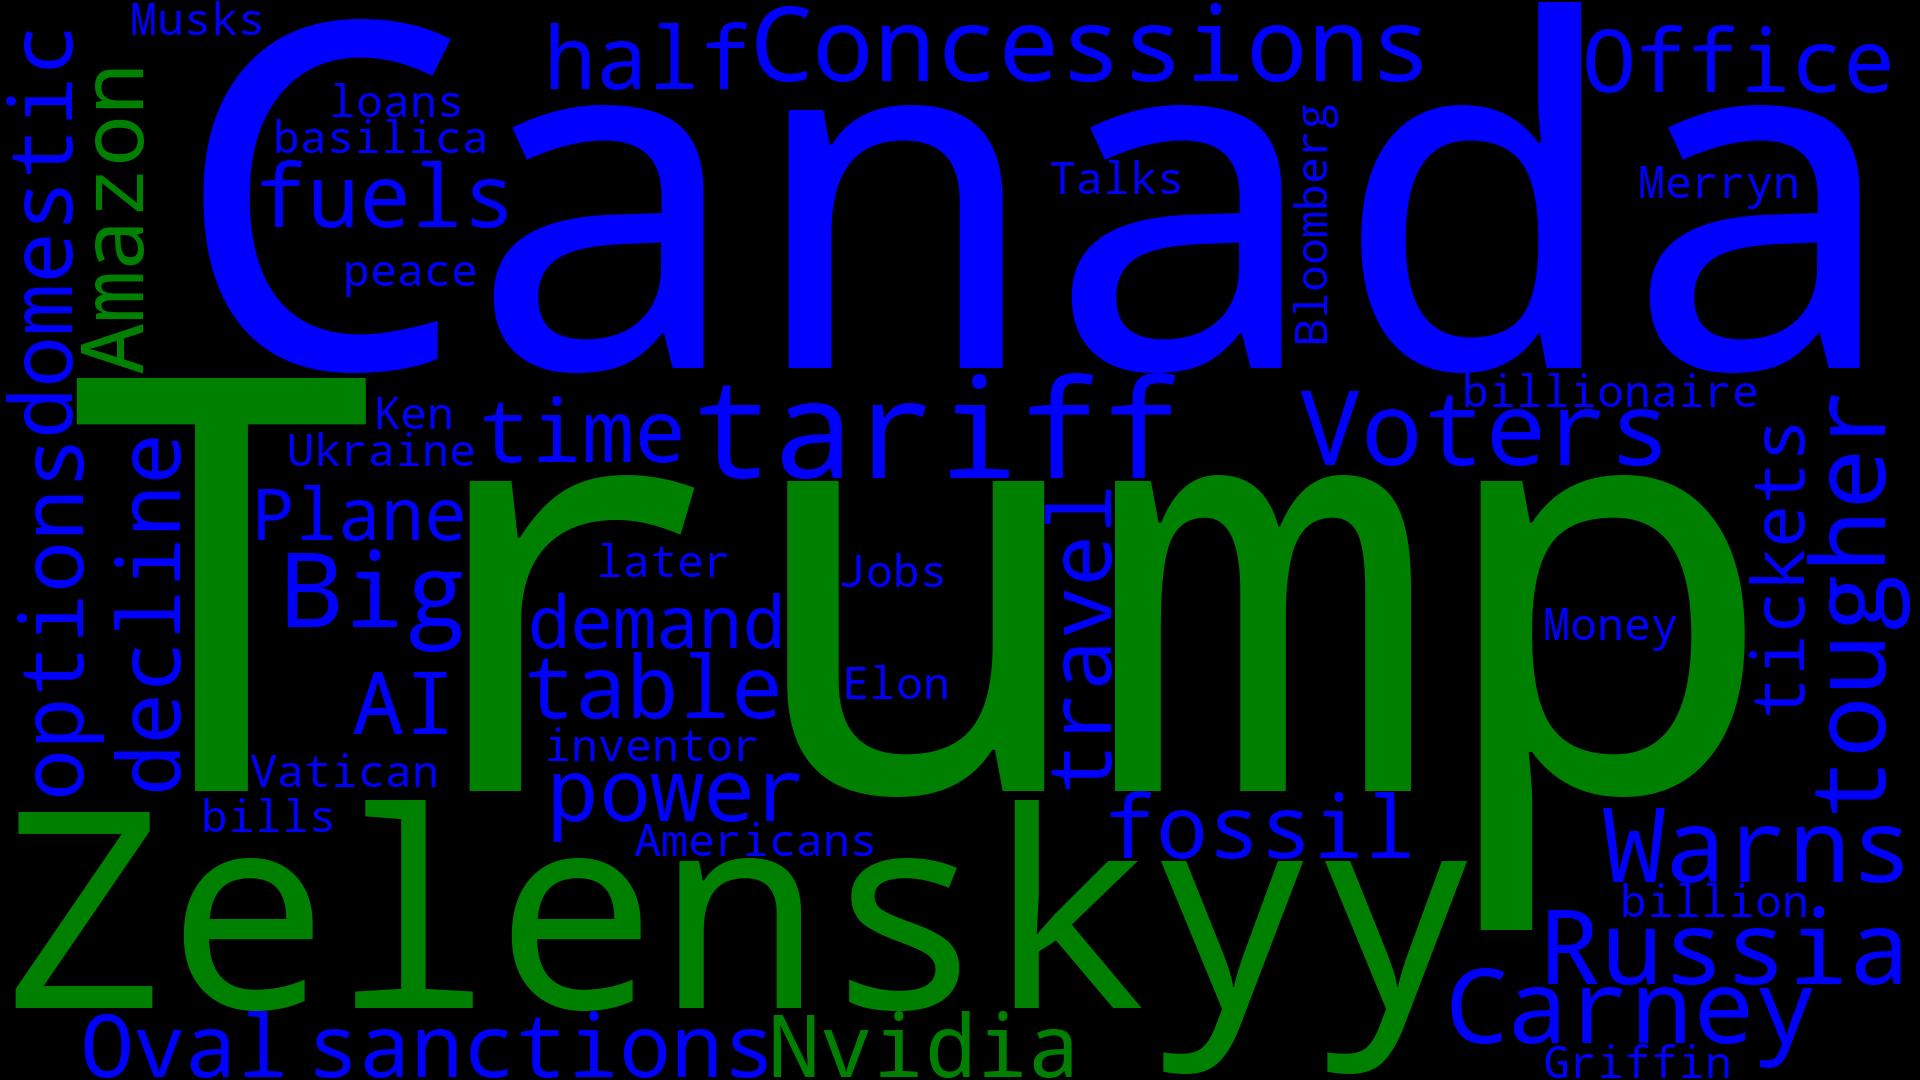 Musks
half
Concessions
Office
domestic
Amazon
loans
basilica
fuels
peace
Canada
Talks
Bloomberg
Merryn
Ken
Ukraine
time
tariff
Voters
billionaire
options
decline
Plane
Big
AI
Vatican
bills
Trump
later
demand
table
inventor
power
Americans
Jobs
Elon
travel
Money
tickets
tougher
fossil
Zelenskyy
Warns
billion
Russia
Carney
Griffin
Oval
sanctions
Nvidia